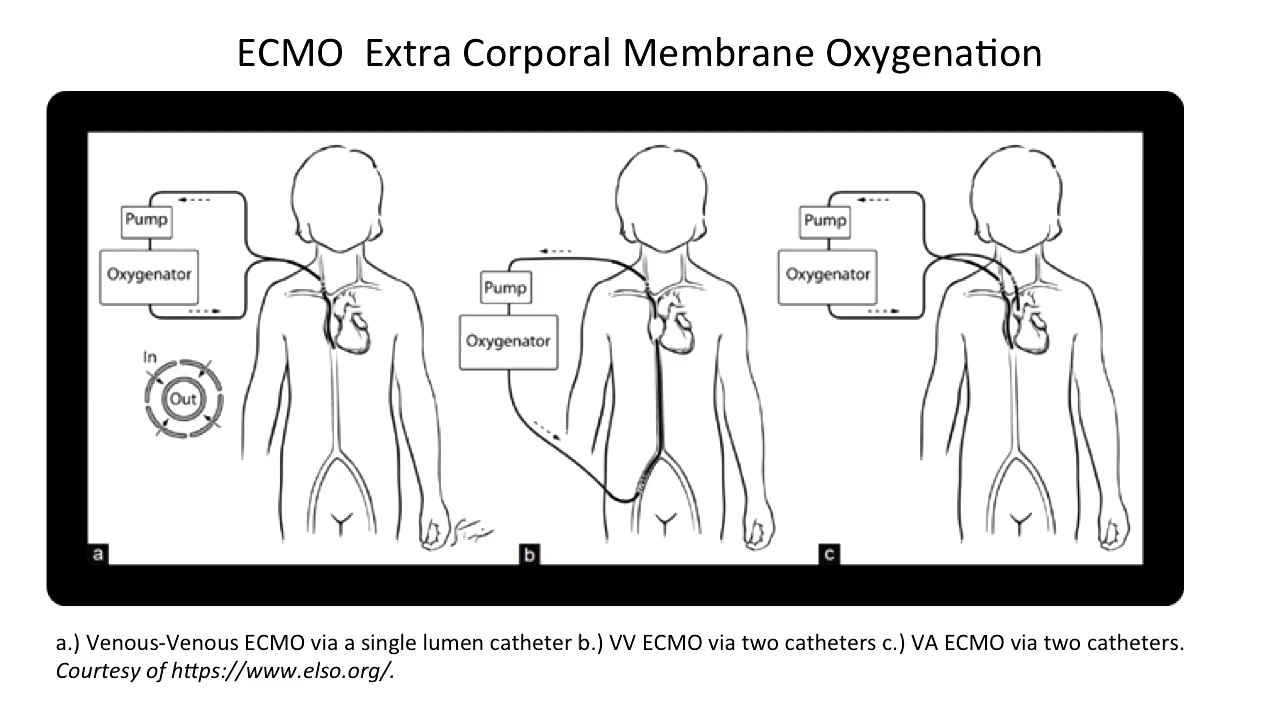 ECMO  Extra Corporal Membrane Oxygenation
Pump
Oxygenator
In
Out
a
Pump
Oxygenator
b
Pump
Oxygenator
c
a.) Venous-Venous ECMO via a single lumen catheter b.) VV ECMO via two catheters c.) VA ECMO via two catheters.
Courtesy of https://www.elso.org/.